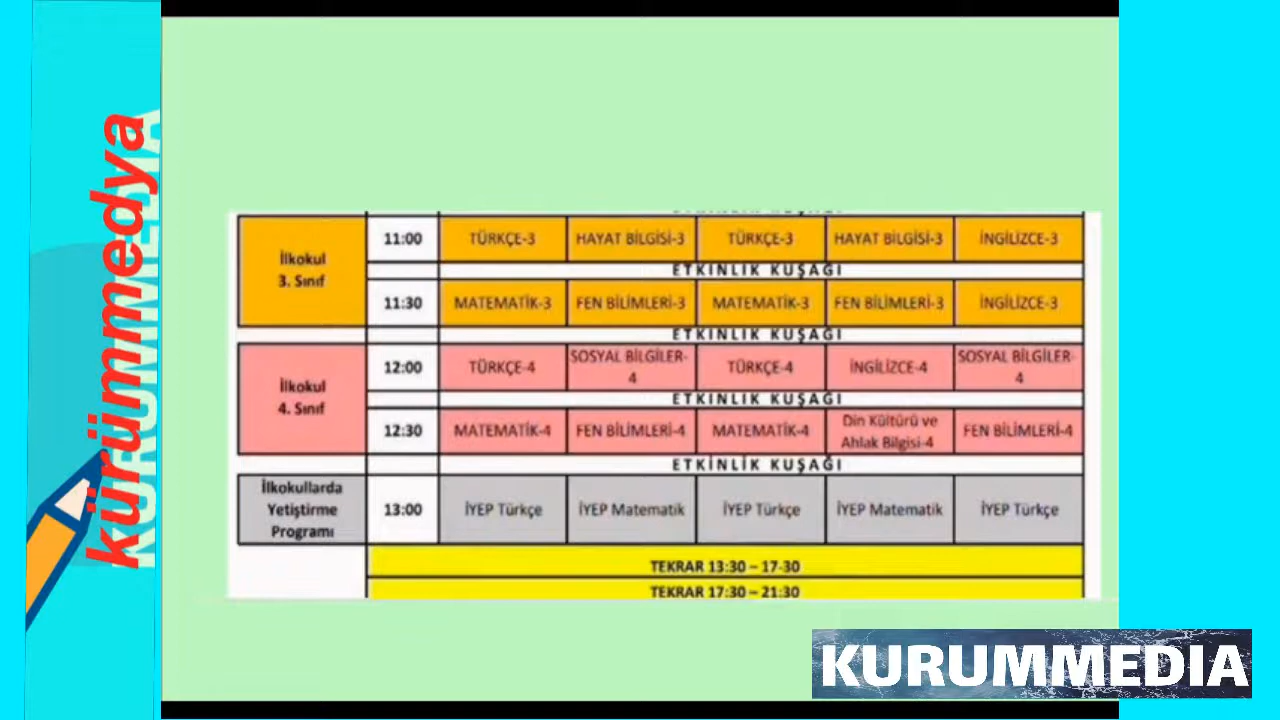 kürümmedya
KURUMMEDIA
İlkokul
3. Sınıf
11:00
TÜRKÇE-3
HAYAT BİLGİSİ-3
TÜRKÇE-3
HAYAT BİLGİSİ-3
İNGİLİZCE-3
ETKINLIK KUŞAĞI
11:30
MATEMATİK-3
FEN BİLİMLERİ-3
MATEMATİK-3
FEN BİLİMLERİ-3
İNGİLİZCE-3
ETKINLIK KUŞAĞI
İlkokul
4. Sınıf
12:00
TÜRKÇE-4
SOSYAL BİLGİLER-
4
TÜRKÇE-4
İNGİLİZCE-4
SOSYAL BİLGİLER-
4
ETKINLIK KUŞAĞI
12:30
MATEMATİK-4
FEN BİLİMLERİ-4
MATEMATİK-4
Din Kültürü ve
Ahlak Bilgisi-4
FEN BİLİMLERİ-4
ETKİNLİK KUŞAĞI
İlkokullarda
Yetiştirme
Programı
13:00
İYEP Türkçe
İYEP Matematik
İYEP Türkçe
İYEP Matematik
İYEP Türkçe
TEKRAR 13:30 – 17-30
TEKRAR 17:30 – 21:30
KURUMMEDIA